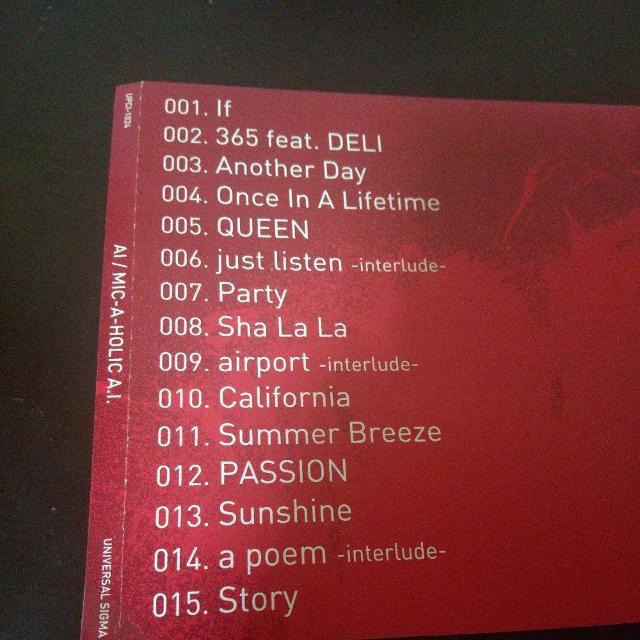 001. If
002. 365 feat. DELI
003. Another Day
004. Once In A Lifetime
005. QUEEN
006. just listen -interlude-
007. Party
008. Sha La La
009. airport -interlude-
010. California
011. Summer Breeze
012. PASSION
013. Sunshine
014. a poem -interlude-
015. Story
UPCI-1024
AI / MIC-A-HOLIC A.I.
UNIVERSAL SIGMA